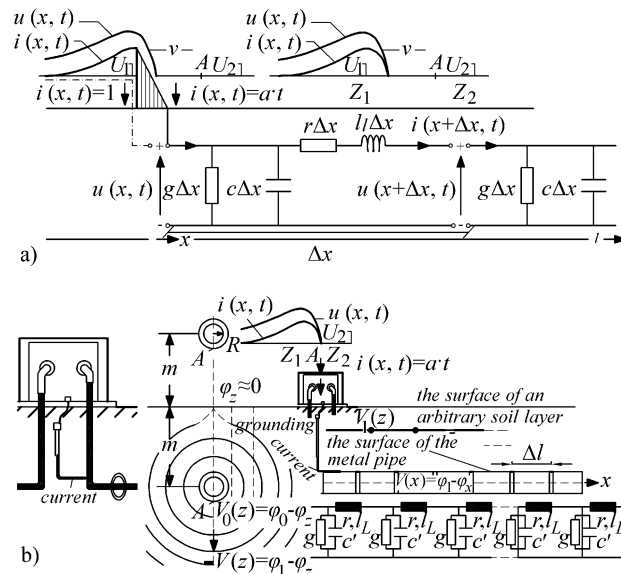 u (x, t)
i (x, t)
v
U1 A U2
i (x, t)=1
i (x, t)=a·t
u (x, t)
i (x, t)
v
U1 A U2
Z1 Z2
rΔx
lΔx
i (x+Δx, t)
u (x, t)
gΔx
cΔx
u (x+Δx, t)
gΔx
cΔx
x
Δx
l
a)
i (x, t)
u (x, t)
A R
U2
Z1 A Z2
i (x, t)=a·t
m
φz≈0
the surface of an
arbitrary soil layer
V(z)
grounding
the surface of the
metal pipe
Δl
m
current
current
V(x)=φ1-φx
x
A
V0(z)=φ0-φz
V(z)=φ1-φz
r, lL
r, lL
r, lL
r, lL
r, lL
g
c'
g
c'
g
c'
g
c'
g
c'
b)